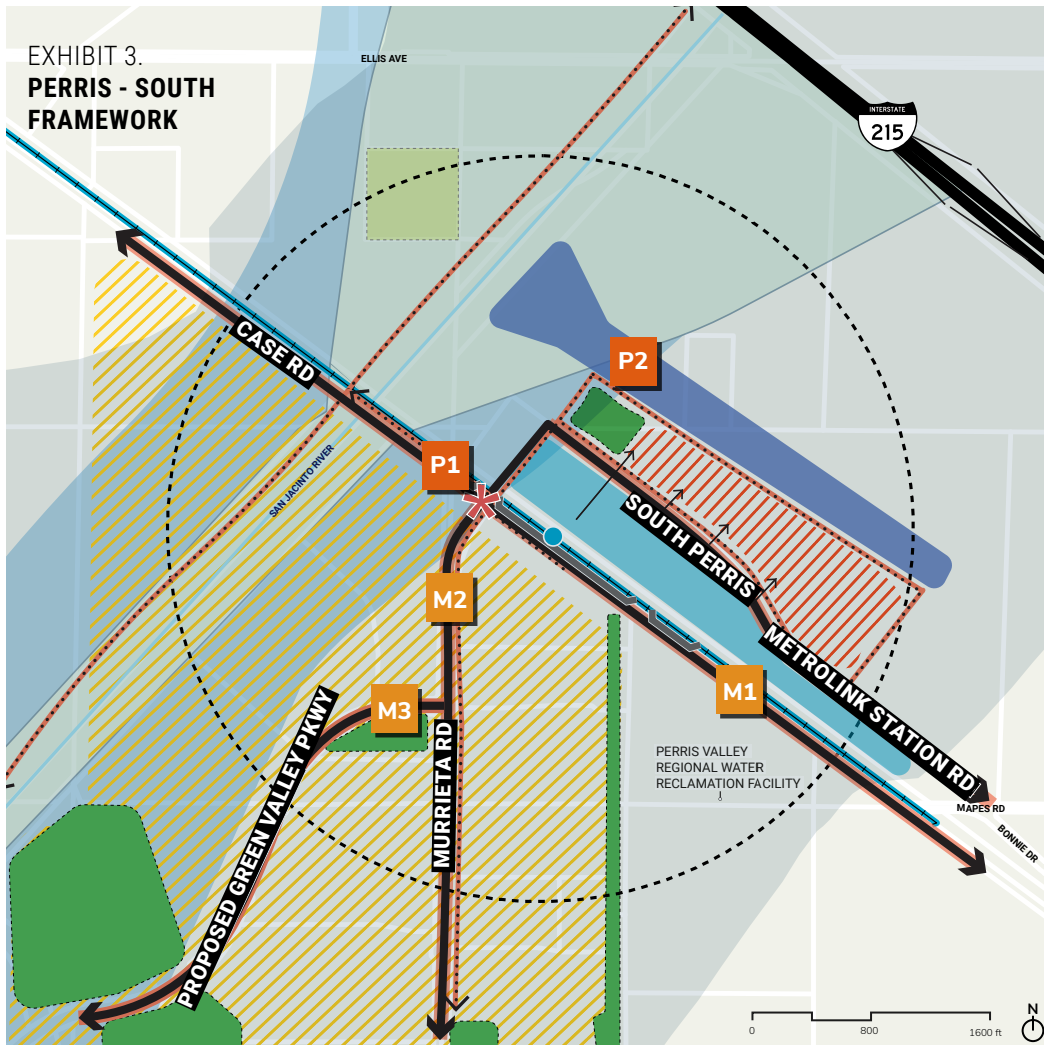 EXHIBIT 3.
PERRIS - SOUTH
FRAMEWORK
ELLIS AVE
INTERSTATE
215
CASE RD
P2
P1
SAN JACINTO RIVER
SOUTH PERRIS
METROLINK STATION RD
M2
M1
M3
PROPOSED GREEN VALLEY PKWY
MURRIETA RD
PERRIS VALLEY
REGIONAL WATER
RECLAMATION FACILITY
MAPES RD
BONNIE DR
N
0 800 1600 ft